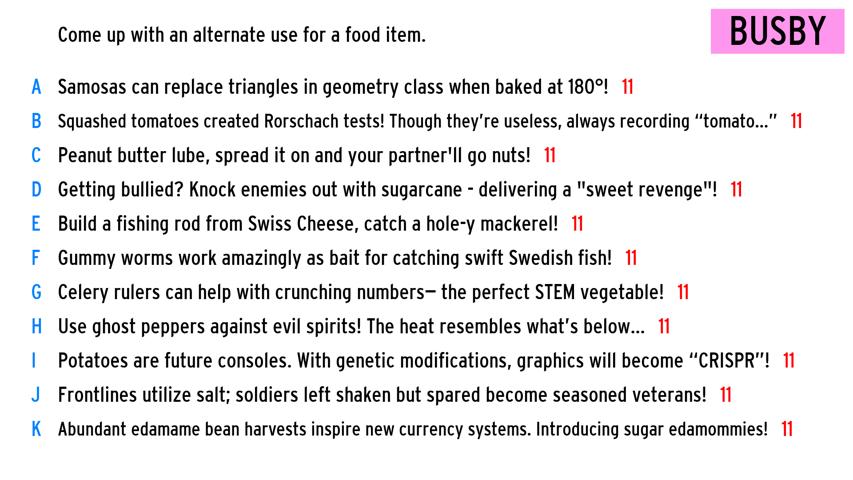 Come up with an alternate use for a food item.
BUSBY
A Samosas can replace triangles in geometry class when baked at 180°! 11
B Squashed tomatoes created Rorschach tests! Though they’re useless, always recording “tomato...” 11
C Peanut butter lube, spread it on and your partner'll go nuts! 11
D Getting bullied? Knock enemies out with sugarcane - delivering a "sweet revenge"! 11
E Build a fishing rod from Swiss Cheese, catch a hole-y mackerel! 11
F Gummy worms work amazingly as bait for catching swift Swedish fish! 11
G Celery rulers can help with crunching numbers— the perfect STEM vegetable! 11
H Use ghost peppers against evil spirits! The heat resembles what’s below... 11
I Potatoes are future consoles. With genetic modifications, graphics will become “CRISPR”! 11
J Frontlines utilize salt; soldiers left shaken but spared become seasoned veterans! 11
K Abundant edamame bean harvests inspire new currency systems. Introducing sugar edamommies! 11